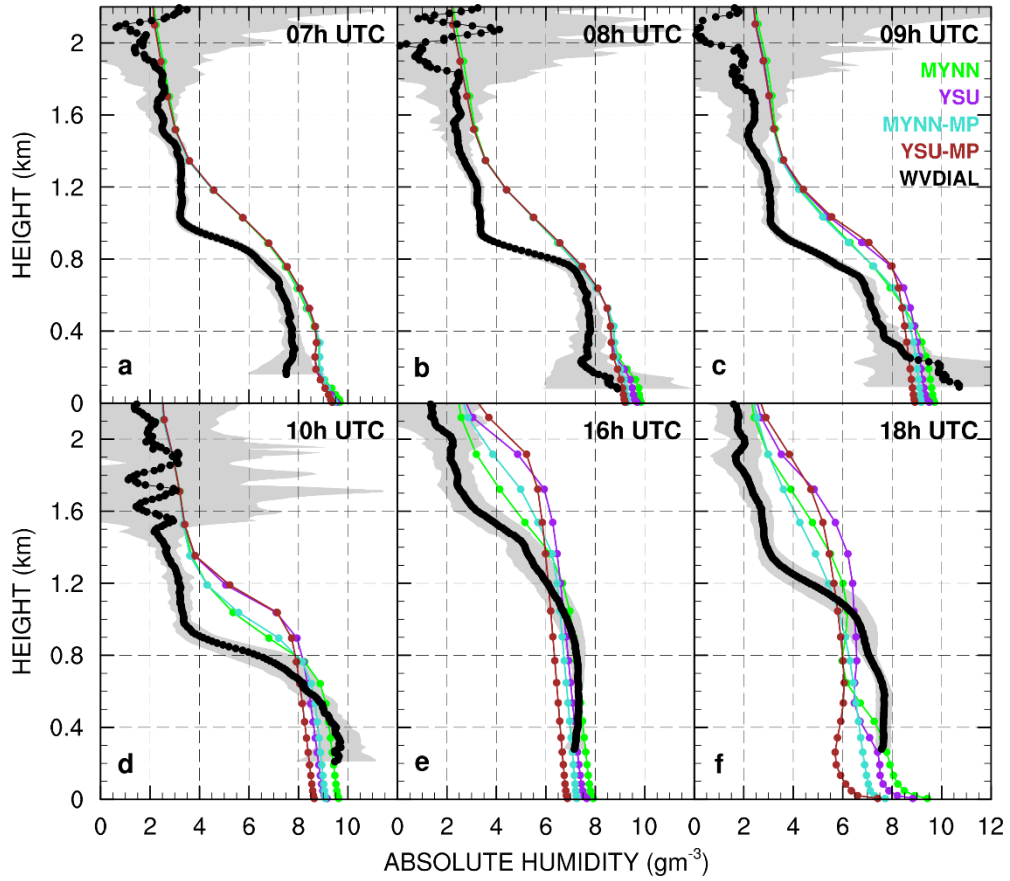 2
1.6
1.2
0.8
0.4
0
HEIGHT (km)
07h UTC
a
08h UTC
b
09h UTC
MYNN
YSU
MYNN-MP
YSU-MP
WVDIAL
c
2
1.6
1.2
0.8
0.4
0
HEIGHT (km)
10h UTC
d
16h UTC
e
18h UTC
f
0 2 4 6 8 10 0 2 4 6 8 10 0 2 4 6 8 10 12
ABSOLUTE HUMIDITY (gm-3)